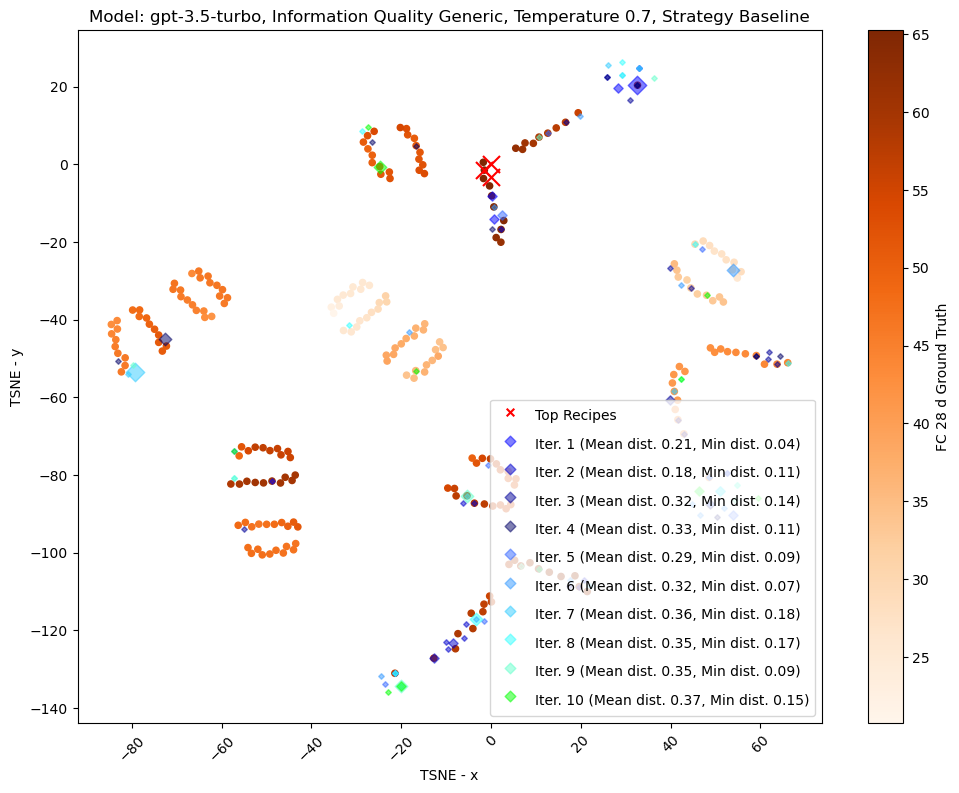 Model: gpt-3.5-turbo, Information Quality Generic, Temperature 0.7, Strategy Baseline
TSNE - y
20
0
−20
−40
−60
−80
−100
−120
−140
−80
−60
−40
−20
0
20
40
60
TSNE - x
Top Recipes
Iter. 1 (Mean dist. 0.21, Min dist. 0.04)
Iter. 2 (Mean dist. 0.18, Min dist. 0.11)
Iter. 3 (Mean dist. 0.32, Min dist. 0.14)
Iter. 4 (Mean dist. 0.33, Min dist. 0.11)
Iter. 5 (Mean dist. 0.29, Min dist. 0.09)
Iter. 6 (Mean dist. 0.32, Min dist. 0.07)
Iter. 7 (Mean dist. 0.36, Min dist. 0.18)
Iter. 8 (Mean dist. 0.35, Min dist. 0.17)
Iter. 9 (Mean dist. 0.35, Min dist. 0.09)
Iter. 10 (Mean dist. 0.37, Min dist. 0.15)
65
60
55
50
45
40
35
30
25
FC 28 d Ground Truth